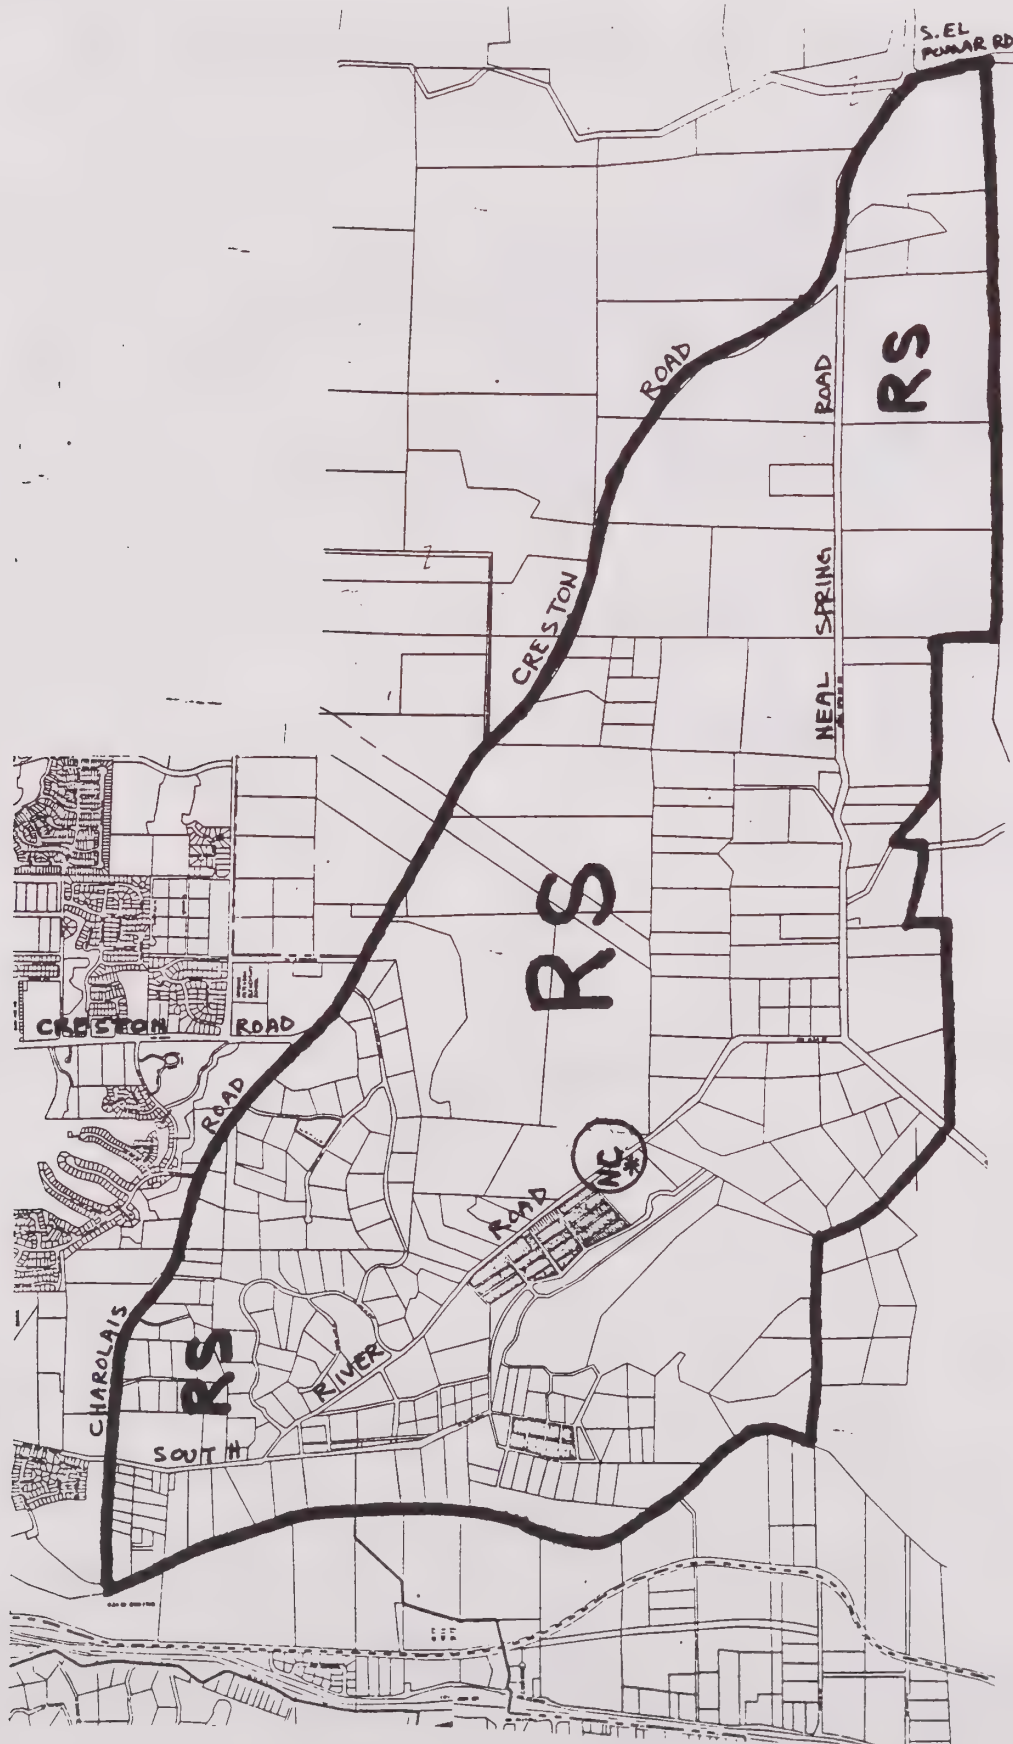 S. EL
POMAR RD
ROAD
ROAD
RS
CRESTON
NEAL SPRING
RS
CRESTON ROAD
ROAD
NC
*
ROAD
CHAROLAIS
RS
RIVER
SOUTH